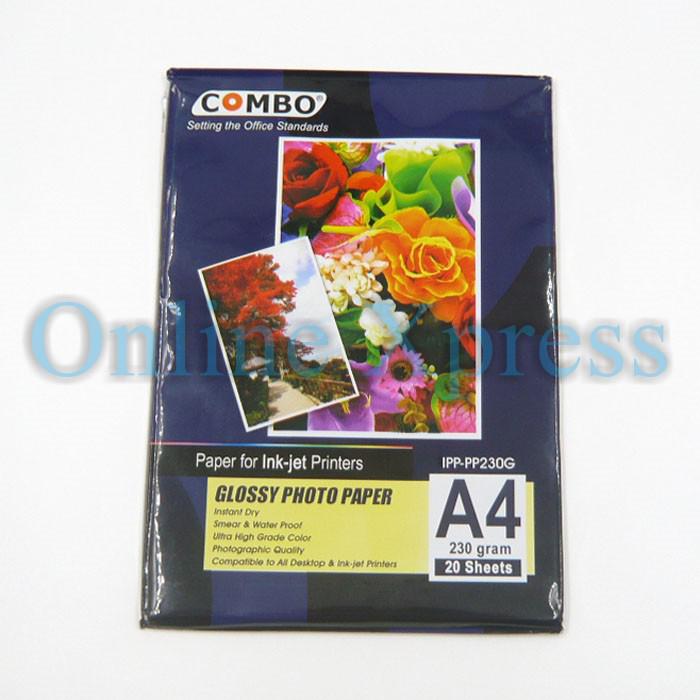 COMBO®
Setting the Office Standards
Online Xpress
Paper for Ink-jet Printers
IPP-PP230G
GLOSSY PHOTO PAPER
Instant Dry
Smear & Water Proof
Ultra High Grade Color
Photographic Quality
Compatible to All Desktop & Ink-jet Printers
A4
230 gram
20 Sheets